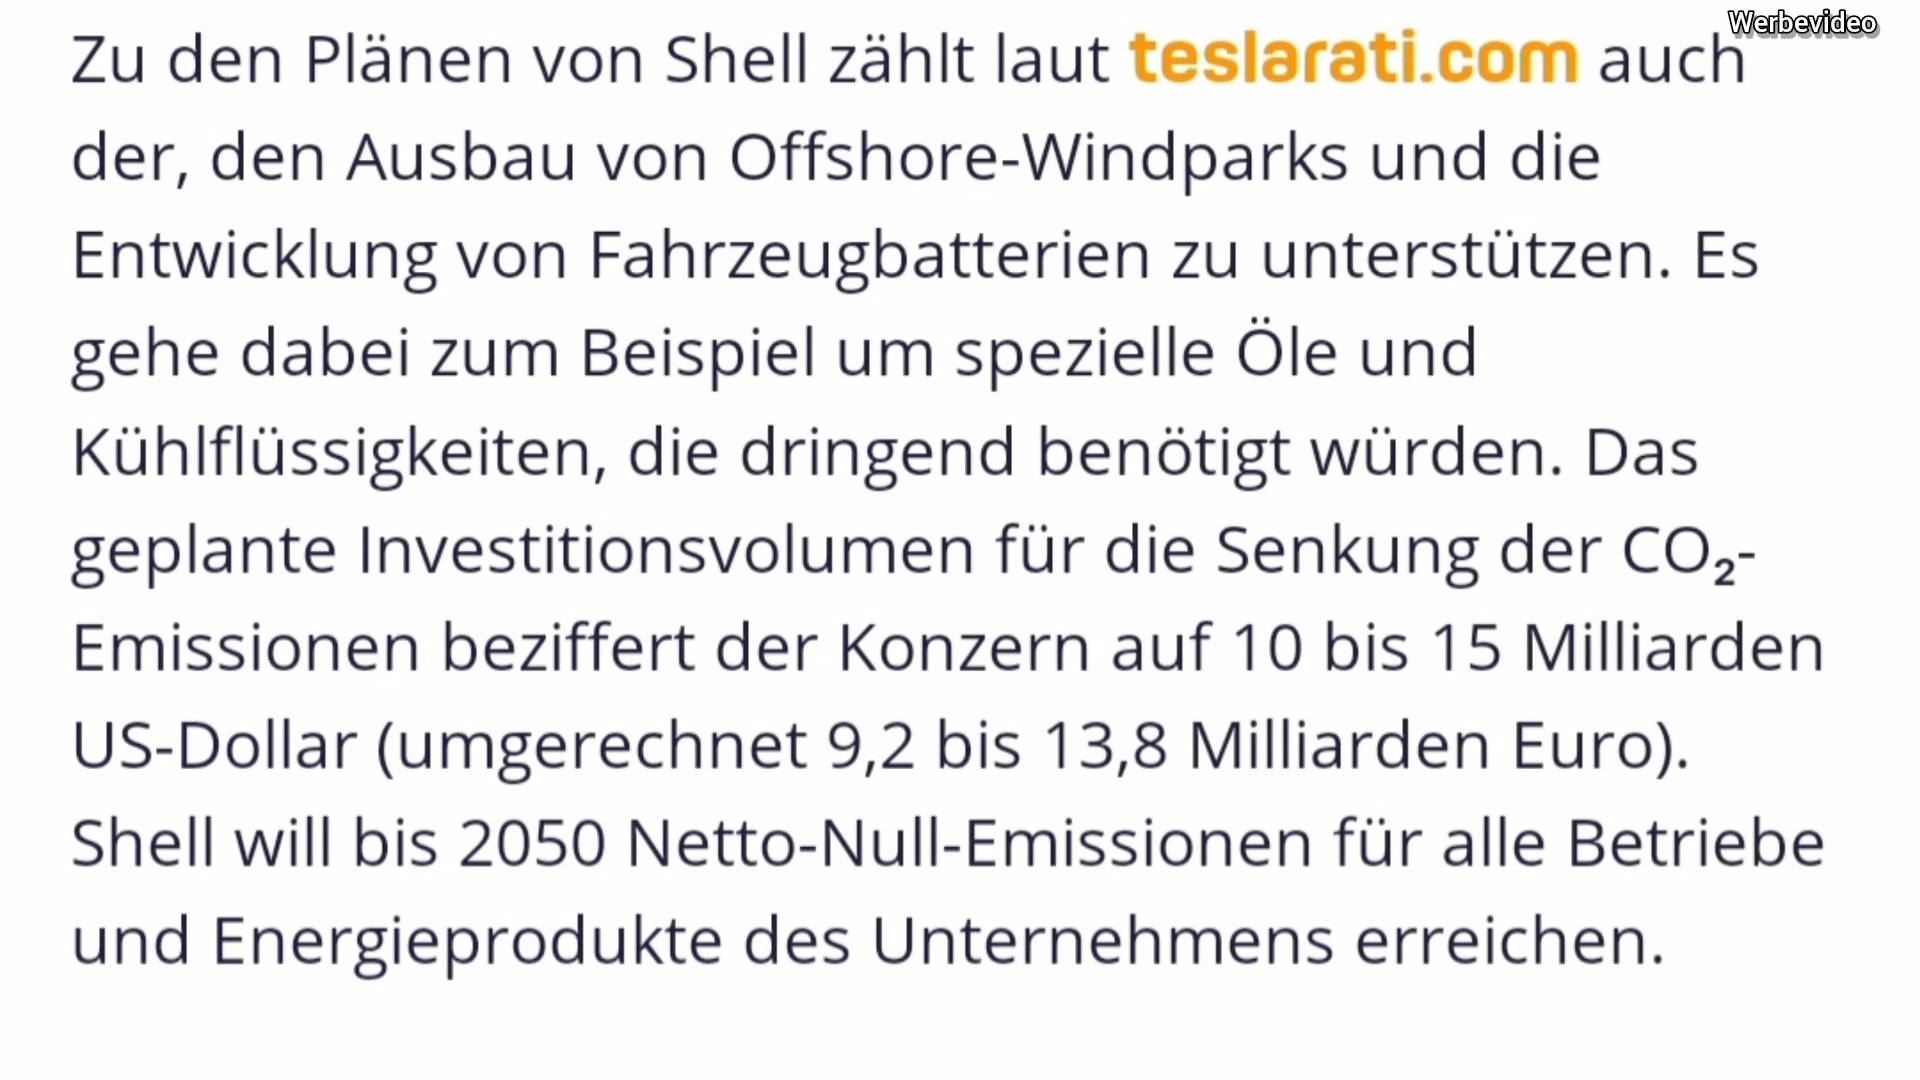 Werbevideo
Zu den Plänen von Shell zählt laut teslarati.com auch
der, den Ausbau von Offshore-Windparks und die
Entwicklung von Fahrzeugbatterien zu unterstützen. Es
gehe dabei zum Beispiel um spezielle Öle und
Kühlflüssigkeiten, die dringend benötigt würden. Das
geplante Investitionsvolumen für die Senkung der CO₂-
Emissionen beziffert der Konzern auf 10 bis 15 Milliarden
US-Dollar (umgerechnet 9,2 bis 13,8 Milliarden Euro).
Shell will bis 2050 Netto-Null-Emissionen für alle Betriebe
und Energieprodukte des Unternehmens erreichen.